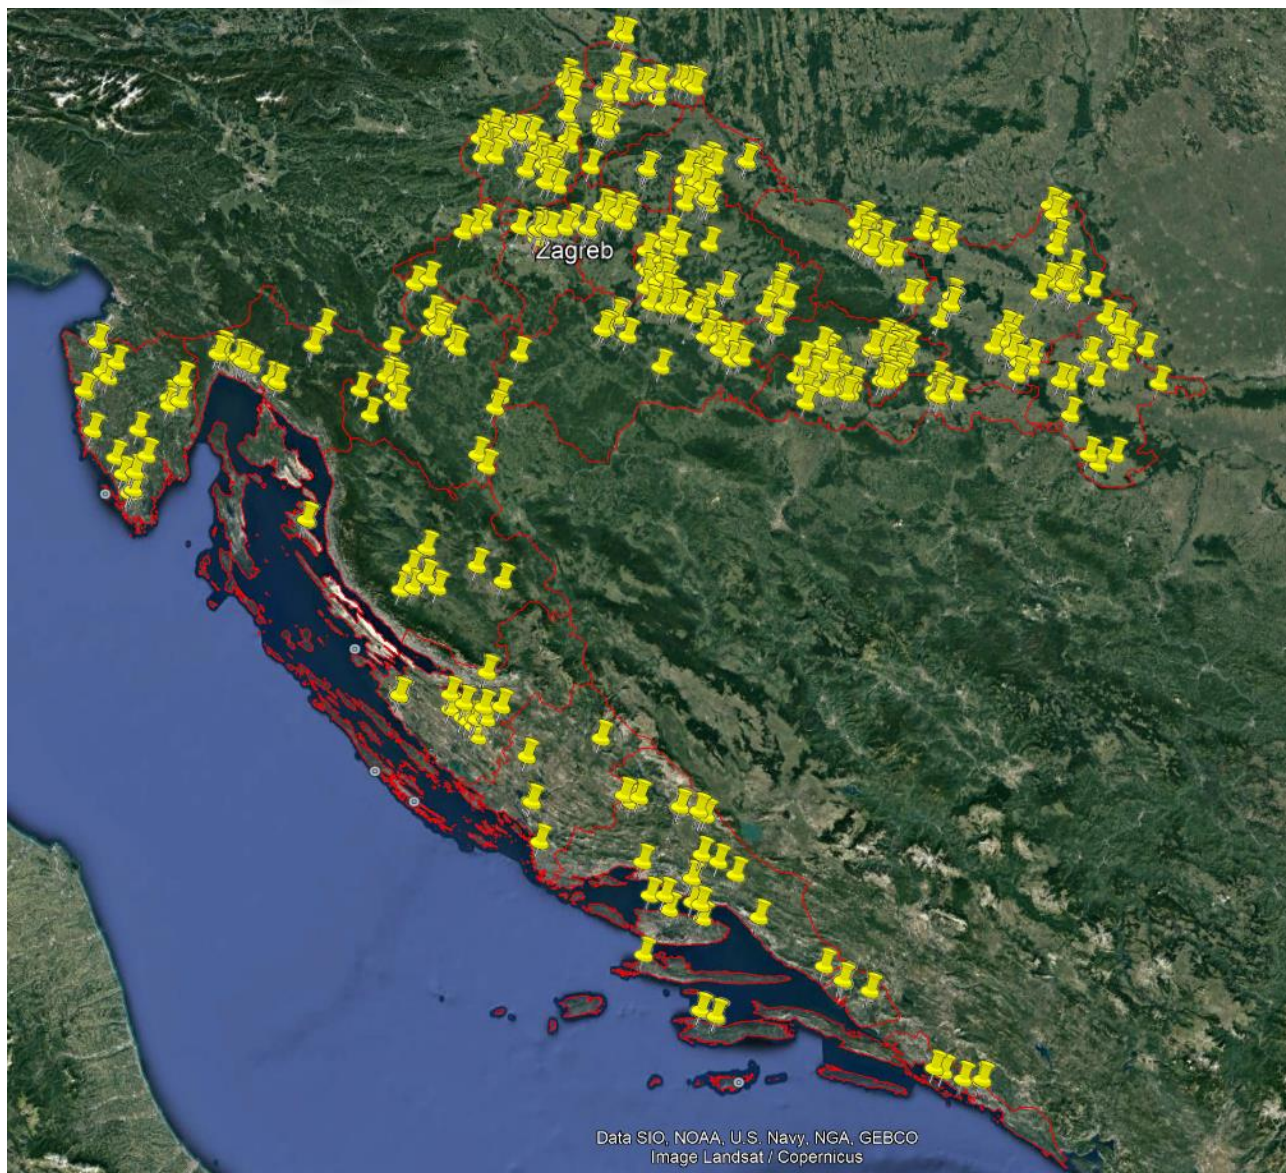 Zagreb
Data SIO, NOAA, U.S. Navy, NGA, GEBCO
Image Landsat / Copernicus